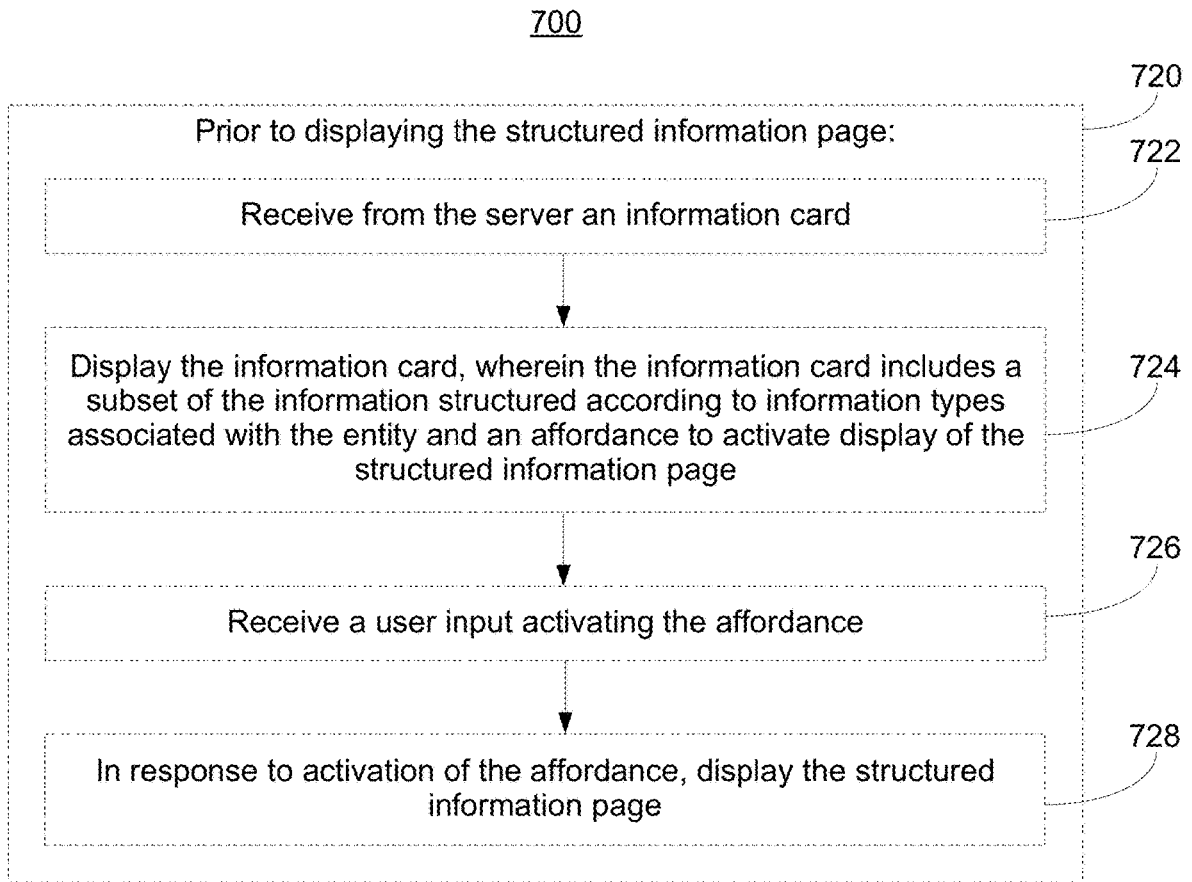 700
720
Prior to displaying the structured information page:
722
Receive from the server an information card
724
Display the information card, wherein the information card includes a
subset of the information structured according to information types
associated with the entity and an affordance to activate display of the
structured information page
726
Receive a user input activating the affordance
728
In response to activation of the affordance, display the structured
information page